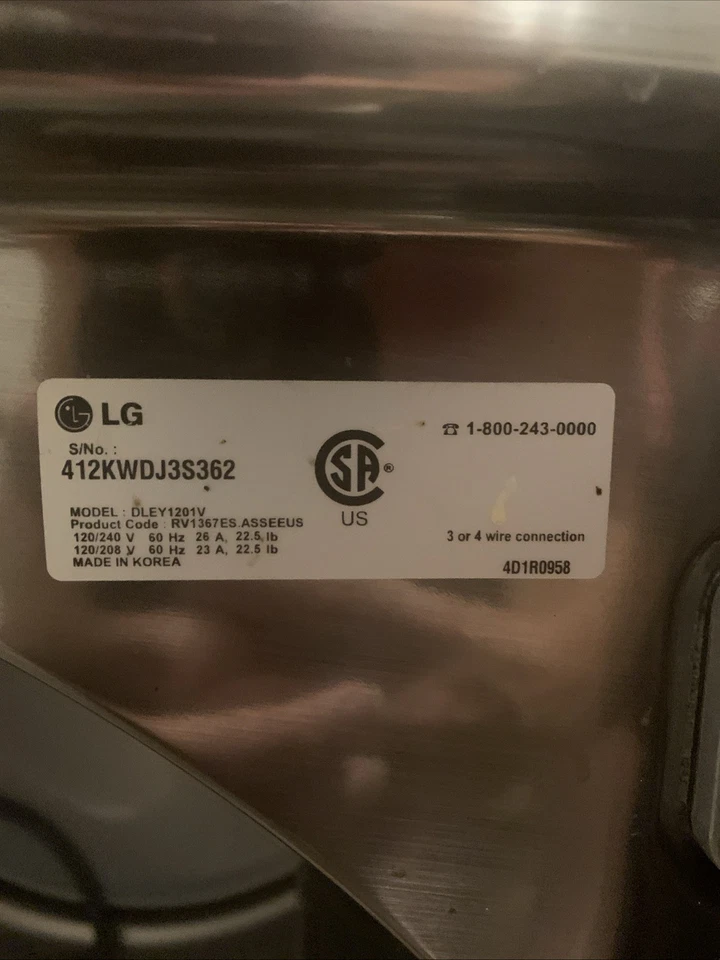 LG
S/No. :
412KWDJ3S362
SA ®
US
☎ 1-800-243-0000
MODEL : DLEY1201V
Product Code : RV1367ES.ASSEEUS
120/240 V 60 Hz 26 A, 22.5 lb
120/208 V 60 Hz 23 A, 22.5 lb
MADE IN KOREA
3 or 4 wire connection
4D1R0958